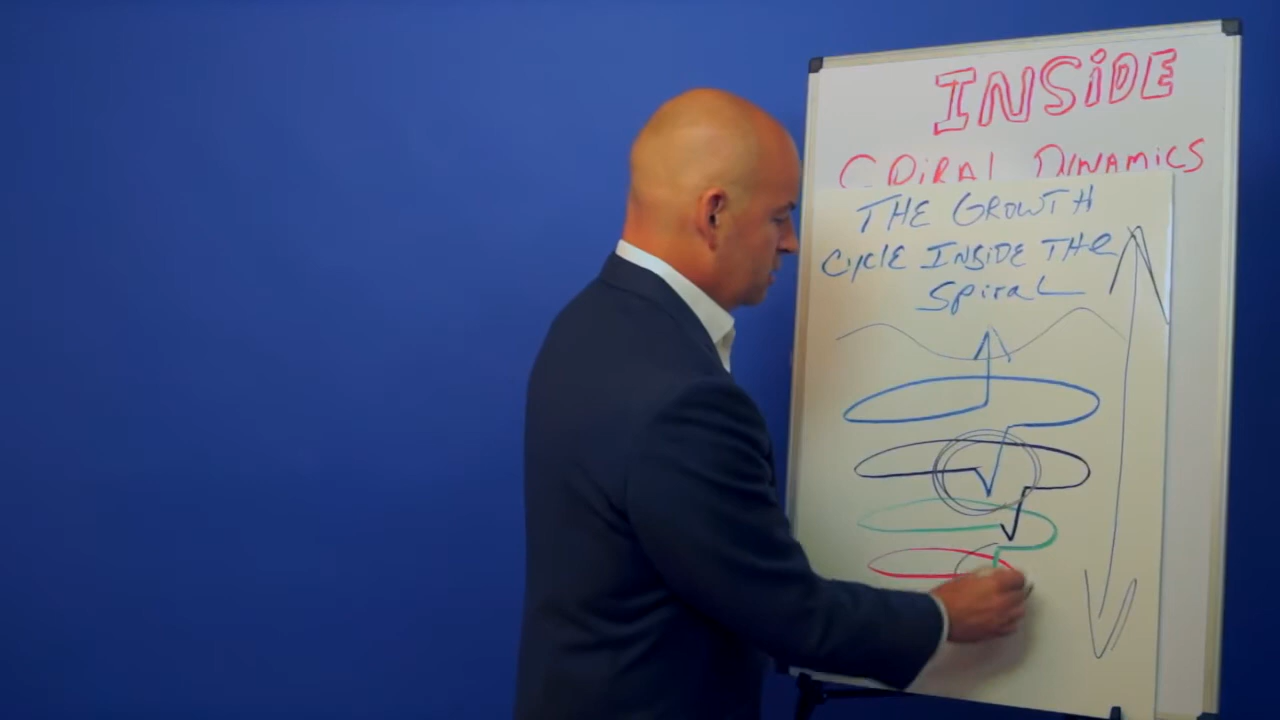 INSiDE
SPiRAl DYNAMiCS
THE GROWTH
CyclE INSiDE THe
SpiraL